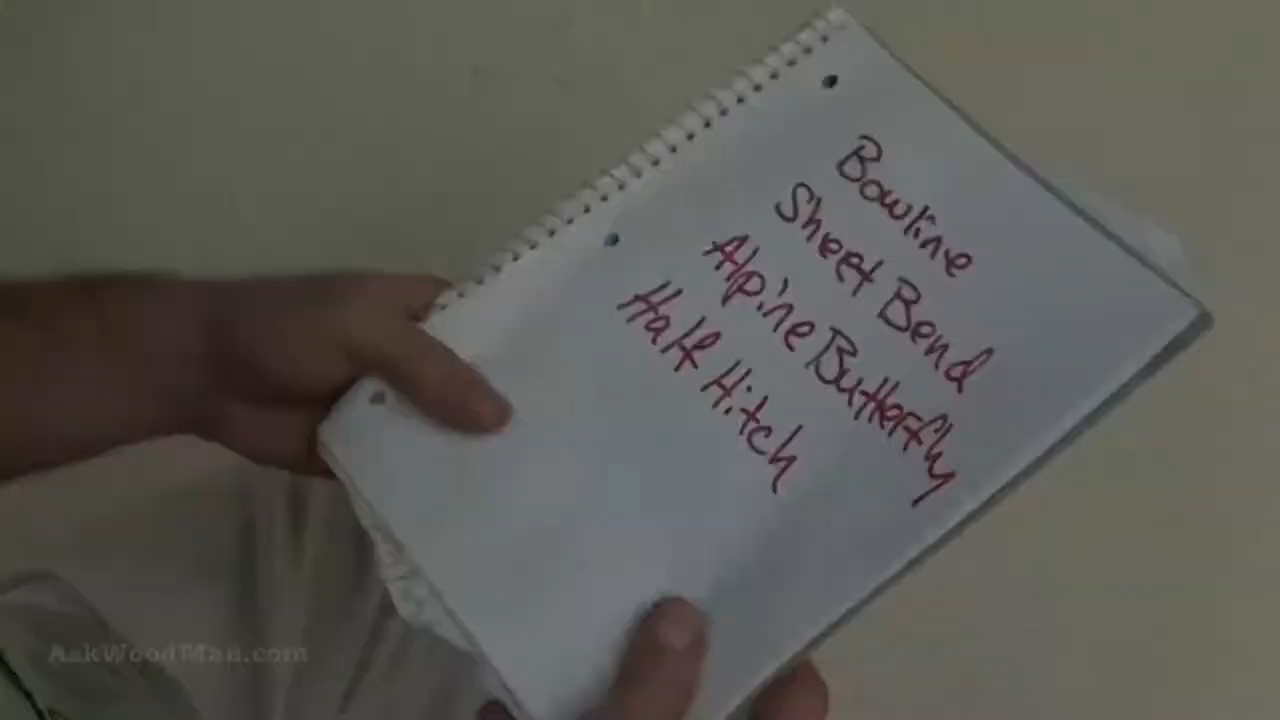 Bowline
Sheet Bend
Alpine Butterfly
Half Hitch
AskWoodMan.com